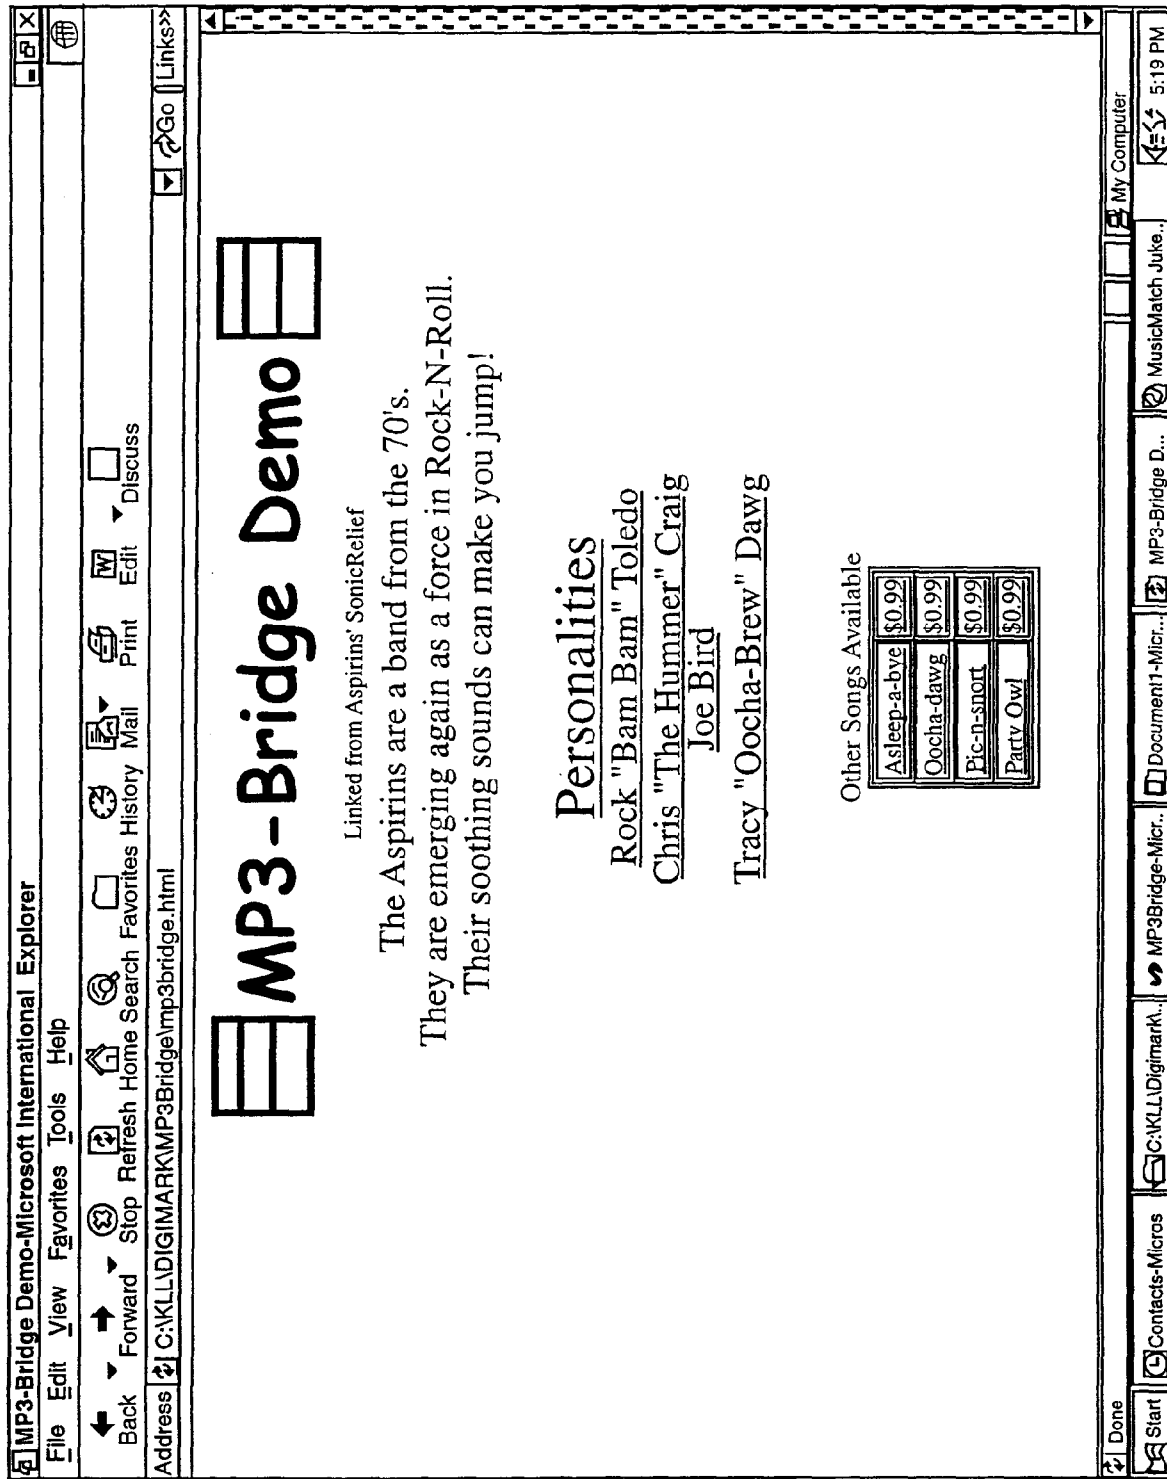 MP3-Bridge Demo-Microsoft International Explorer
File Edit View Favorites Tools Help
Back Forward Stop Refresh Home Search Favorites History Mail Print Edit Discuss
Address C:\KLL\DIGIMARK\MP3Bridge\mp3bridge.html Go Links>>
MP3-Bridge Demo
Linked from Aspirins' SonicRelief
The Aspirins are a band from the 70's.
They are emerging again as a force in Rock-N-Roll.
Their soothing sounds can make you jump!
Personalities
Rock "Bam Bam" Toledo
Chris "The Hummer" Craig
Joe Bird
Tracy "Oocha-Brew" Dawg
Other Songs Available
Asleep-a-bye $0.99
Oocha-dawg $0.99
Pic-n-snort $0.99
Party Owl $0.99
Done My Computer
Start Contacts-Micros C:\KLL\Digimark\.. MP3Bridge-Micr.. Document1-Micr... MP3-Bridge D... MusicMatch Juke.. 5:19 PM